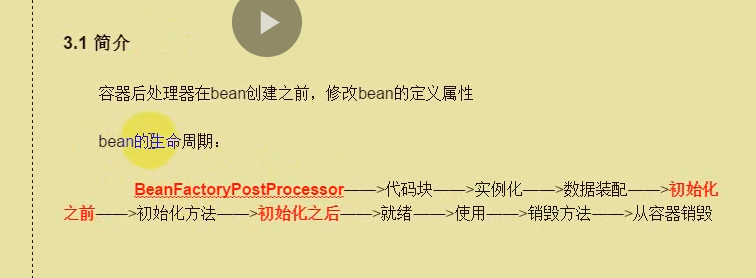 3.1 简介
容器后处理器在bean创建之前，修改bean的定义属性
bean的生命周期：
BeanFactoryPostProcessor——>代码块——>实例化——>数据装配——>初始化
之前——>初始化方法——>初始化之后——>就绪——>使用——>销毁方法——>从容器销毁